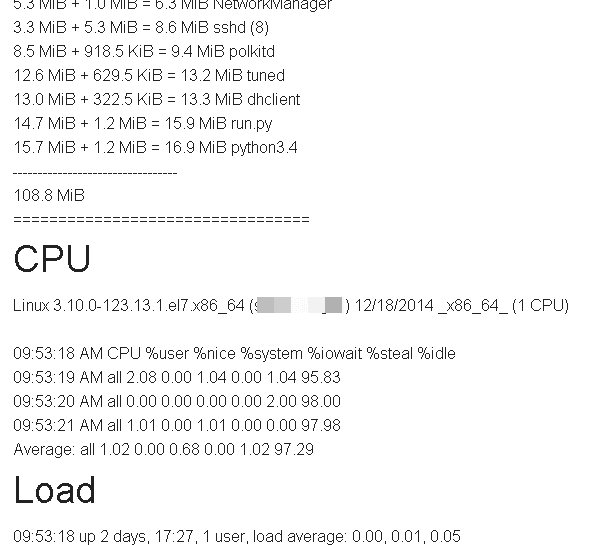 5.3 MiB + 1.0 MiB = 6.3 MiB NetworkManager
3.3 MiB + 5.3 MiB = 8.6 MiB sshd (8)
8.5 MiB + 918.5 KiB = 9.4 MiB polkitd
12.6 MiB + 629.5 KiB = 13.2 MiB tuned
13.0 MiB + 322.5 KiB = 13.3 MiB dhclient
14.7 MiB + 1.2 MiB = 15.9 MiB run.py
15.7 MiB + 1.2 MiB = 16.9 MiB python3.4
---------------------------------
108.8 MiB
=================================
CPU
Linux 3.10.0-123.13.1.el7.x86_64 ( ) 12/18/2014 _x86_64_ (1 CPU)
09:53:18 AM CPU %user %nice %system %iowait %steal %idle
09:53:19 AM all 2.08 0.00 1.04 0.00 1.04 95.83
09:53:20 AM all 0.00 0.00 0.00 0.00 2.00 98.00
09:53:21 AM all 1.01 0.00 1.01 0.00 0.00 97.98
Average: all 1.02 0.00 0.68 0.00 1.02 97.29
Load
09:53:18 up 2 days, 17:27, 1 user, load average: 0.00, 0.01, 0.05